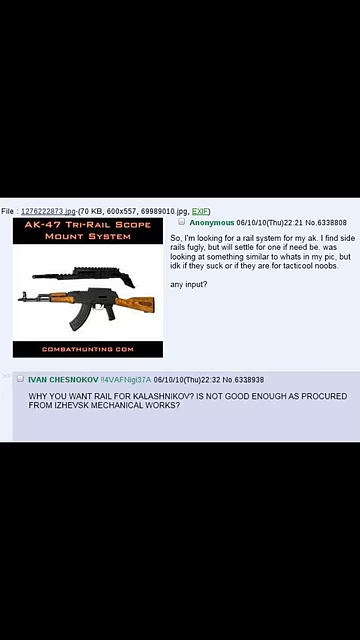 File : 1276222873.jpg-(70 KB, 600x557, 69989010.jpg, EXIF)
AK-47 Tri-Rail Scope
Mount System
combathunting.com
Anonymous 06/10/10(Thu)22:21 No.6338808
So, I'm looking for a rail system for my ak. I find side
rails fugly, but will settle for one if need be. was
looking at something similar to whats in my pic, but
idk if they suck or if they are for tacticool noobs.
any input?
>>
IVAN CHESNOKOV !!4VAFNigi37A 06/10/10(Thu)22:32 No.6338938
WHY YOU WANT RAIL FOR KALASHNIKOV? IS NOT GOOD ENOUGH AS PROCURED
FROM IZHEVSK MECHANICAL WORKS?